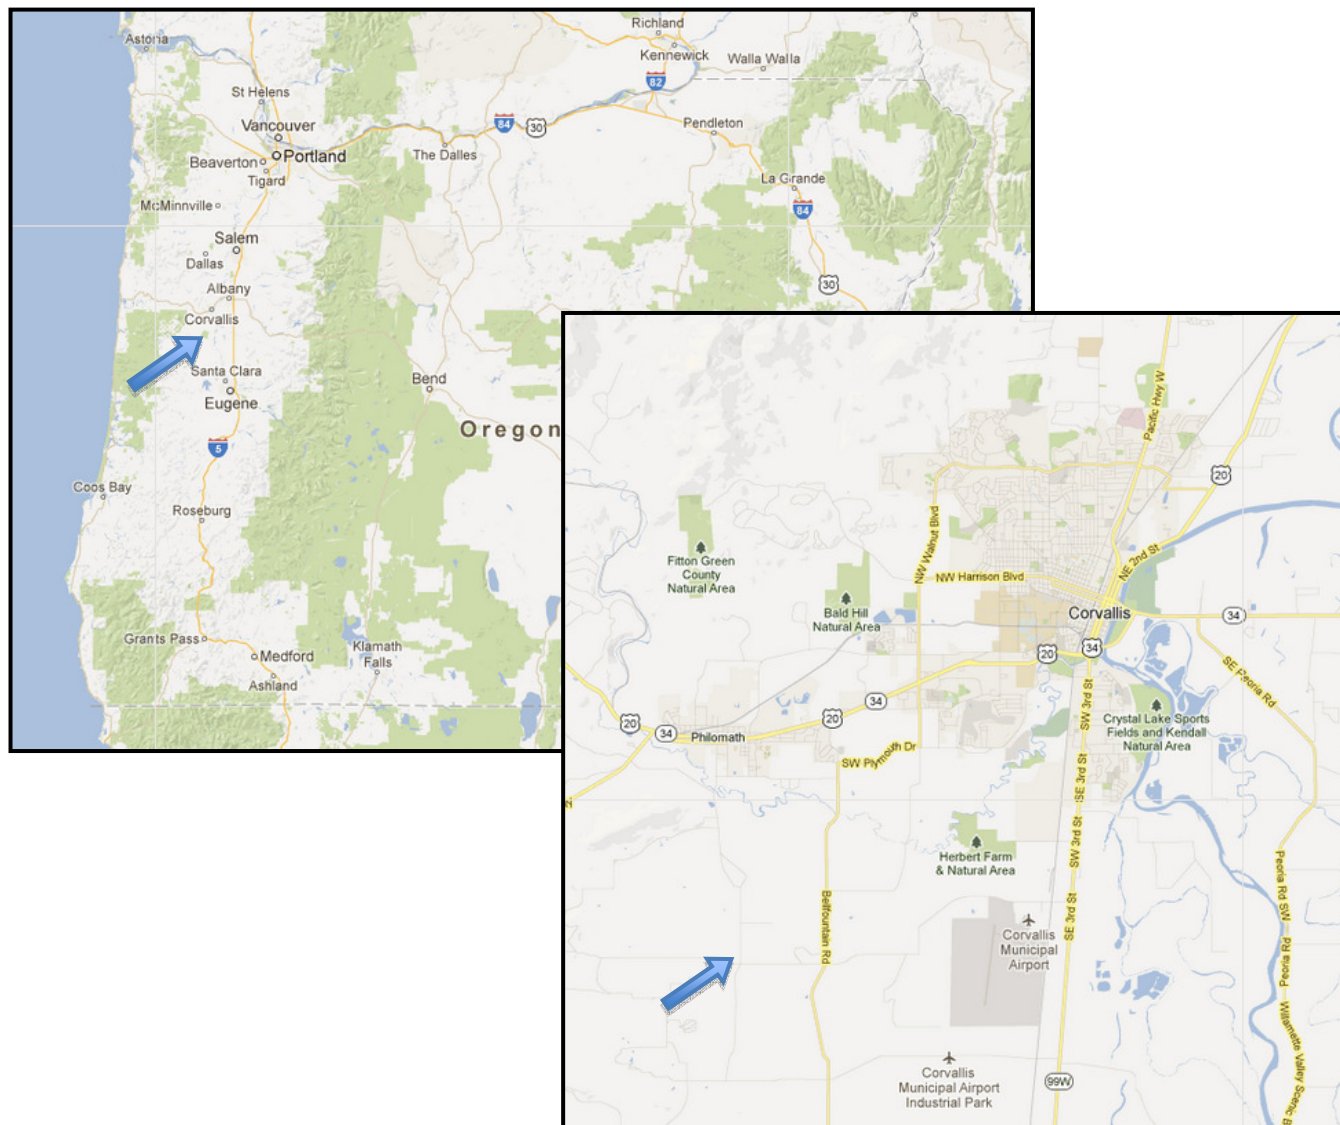 Astoria
Richland
Kennewick
Walla Walla
82
St Helens
Vancouver
84
30
Pendleton
Beaverton
Portland
The Dalles
Tigard
La Grande
McMinnville
84
Salem
Dallas
30
Albany
Corvallis
Santa Clara
Eugene
Bend
Oregon
5
Coos Bay
Roseburg
Grants Pass
Medford
Klamath
Falls
Ashland
Pacific Hwy W
20
NW Walnut Blvd
Fitton Green
County
Natural Area
NE 2nd St
NW Harrison Blvd
Bald Hill
Natural Area
Corvallis
34
20
34
SE Peoria Rd
SW 3rd St
20
34
Philomath
20
34
Crystal Lake Sports
Fields and Kendall
Natural Area
SW Plymouth Dr
SE 3rd St
SW 3rd St
Herbert Farm
& Natural Area
Bellfountain Rd
SE 3rd St
Peoria Rd SW
Peoria Rd
Corvallis
Municipal
Airport
Willamette Valley Scenic B
Corvallis
Municipal Airport
Industrial Park
99W